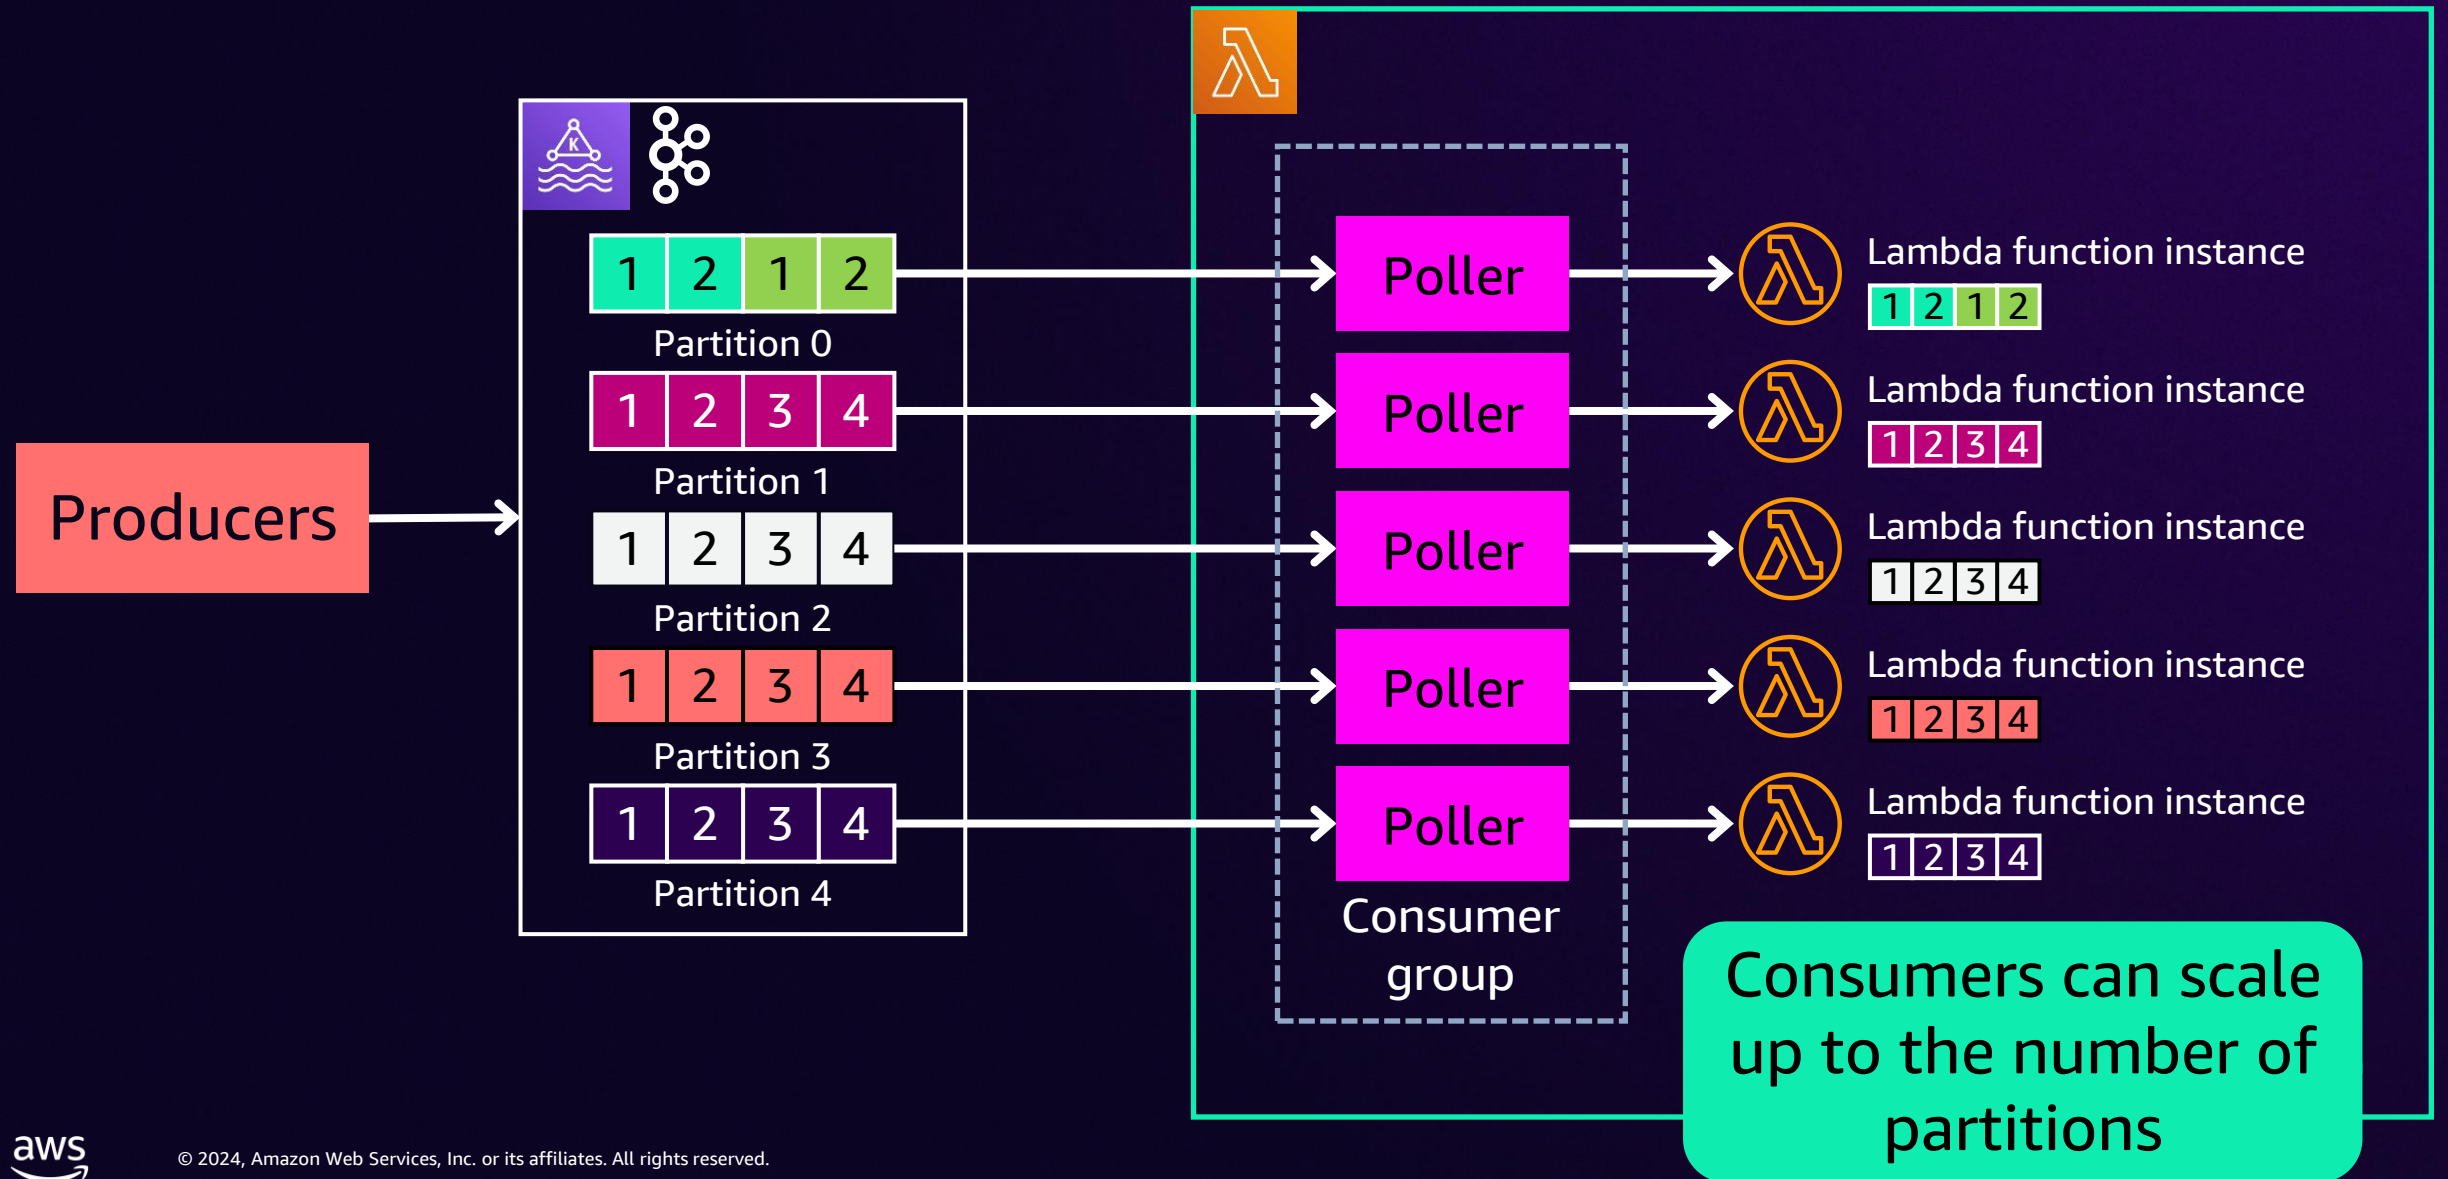 K
1 2 1 2
Partition 0
1 2 3 4
Partition 1
1 2 3 4
Partition 2
1 2 3 4
Partition 3
1 2 3 4
Partition 4
Producers
Poller
Poller
Poller
Poller
Poller
Consumer
group
Lambda function instance
1 2 1 2
Lambda function instance
1 2 3 4
Lambda function instance
1 2 3 4
Lambda function instance
1 2 3 4
Lambda function instance
1 2 3 4
Consumers can scale
up to the number of
partitions
aws
© 2024, Amazon Web Services, Inc. or its affiliates. All rights reserved.